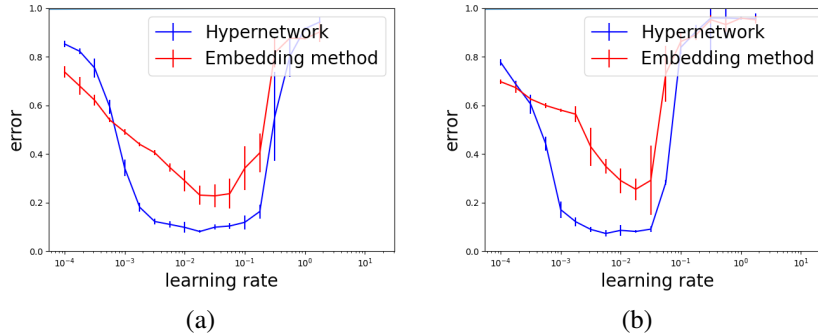 1.0
0.8
0.6
0.4
0.2
0.0
error
Hypernetwork
Embedding method
10⁻⁴ 10⁻³ 10⁻² 10⁻¹ 10⁰ 10¹
learning rate
(a)
1.0
0.8
0.6
0.4
0.2
0.0
error
Hypernetwork
Embedding method
10⁻⁴ 10⁻³ 10⁻² 10⁻¹ 10⁰ 10¹
learning rate
(b)